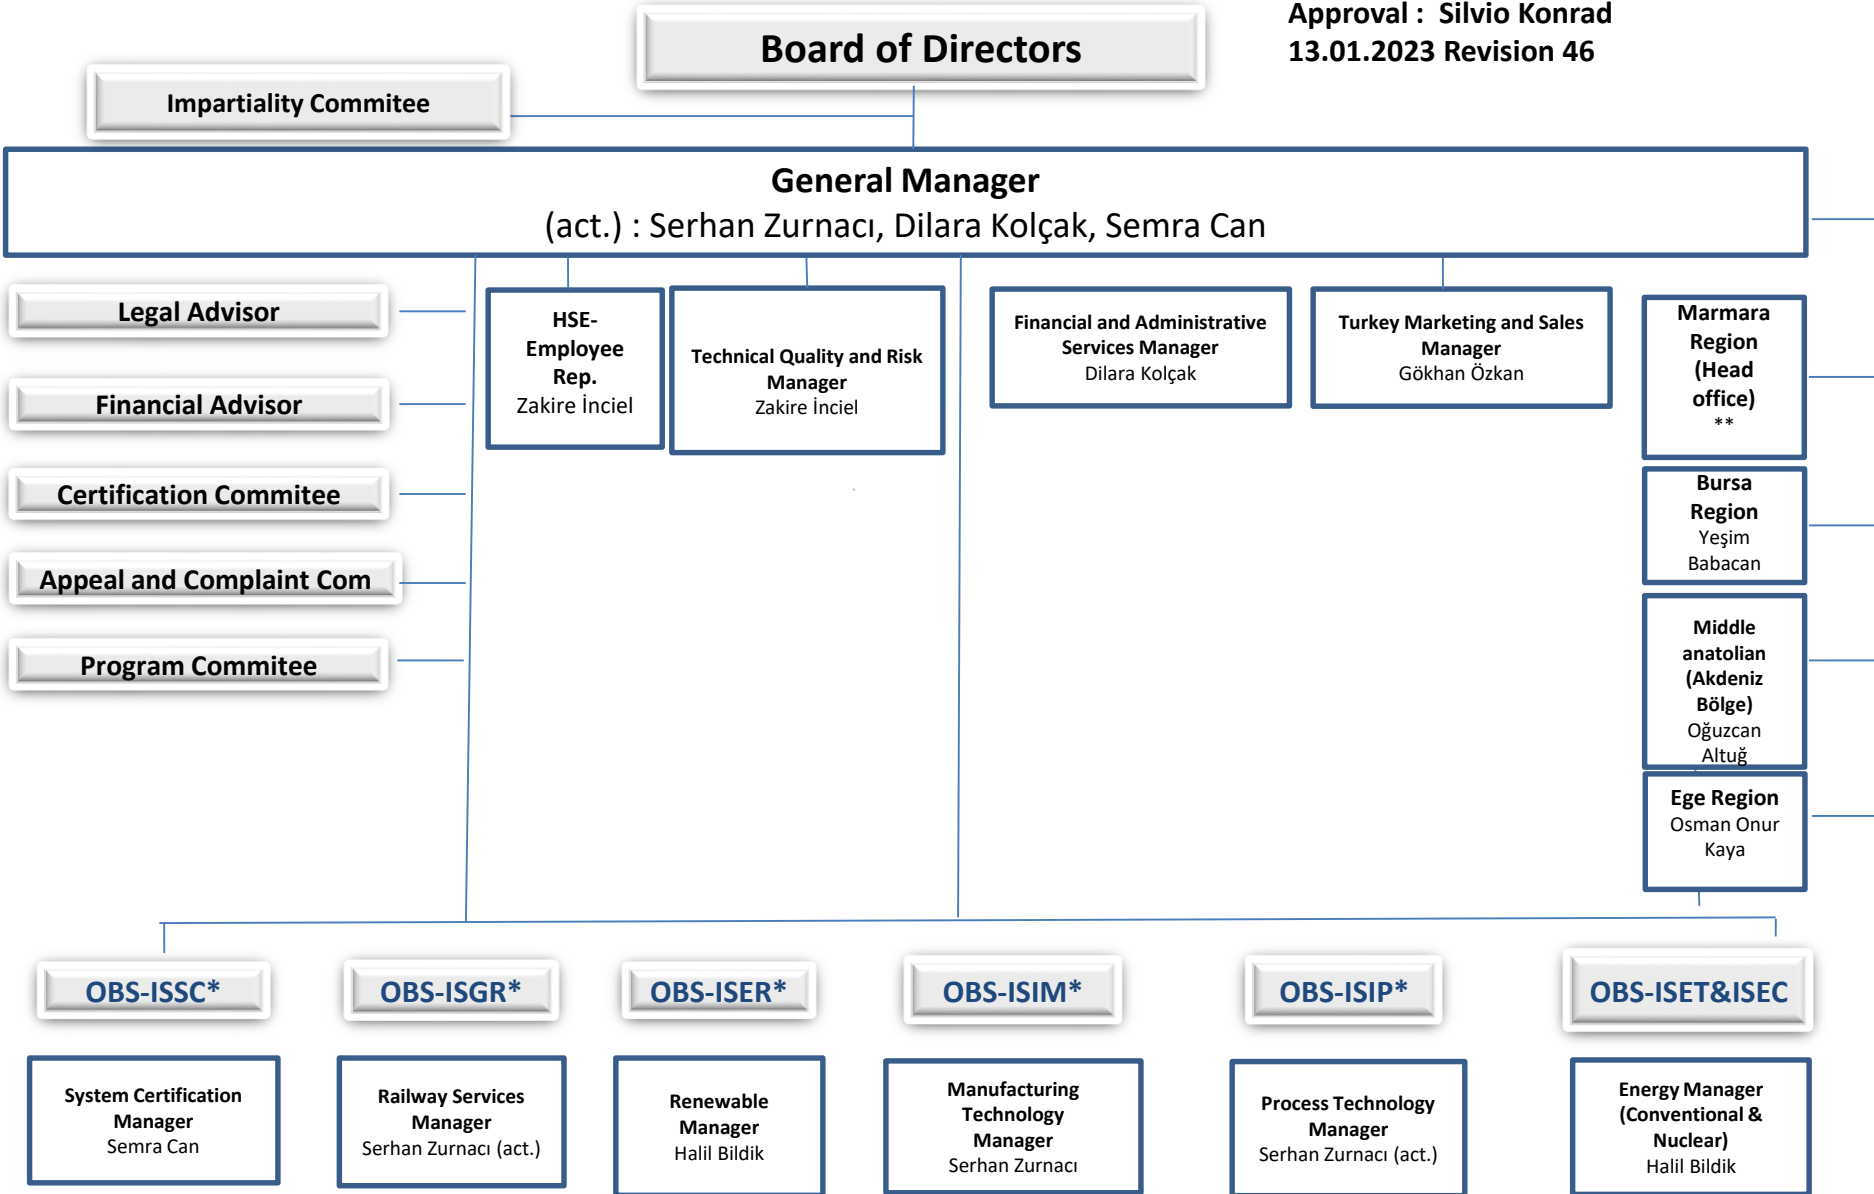 Approval :  Silvio Konrad
13.01.2023 Revision 46
Board of Directors
Impartiality Commitee
General Manager
(act.) : Serhan Zurnacı, Dilara Kolçak, Semra Can
Legal Advisor
Financial Advisor
Certification Commitee
Appeal and Complaint Com
Program Commitee
HSE-
Employee
Rep.
Zakire İnciel
Technical Quality and Risk
Manager
Zakire İnciel
Financial and Administrative
Services Manager
Dilara Kolçak
Turkey Marketing and Sales
Manager
Gökhan Özkan
Marmara
Region
(Head
office)
**
Bursa
Region
Yeşim
Babacan
Middle
anatolian
(Akdeniz
Bölge)
Oğuzcan
Altuğ
Ege Region
Osman Onur
Kaya
OBS-ISSC*
OBS-ISGR*
OBS-ISER*
OBS-ISIM*
OBS-ISIP*
OBS-ISET&ISEC
System Certification
Manager
Semra Can
Railway Services
Manager
Serhan Zurnacı (act.)
Renewable
Manager
Halil Bildik
Manufacturing
Technology
Manager
Serhan Zurnacı
Process Technology
Manager
Serhan Zurnacı (act.)
Energy Manager
(Conventional &
Nuclear)
Halil Bildik